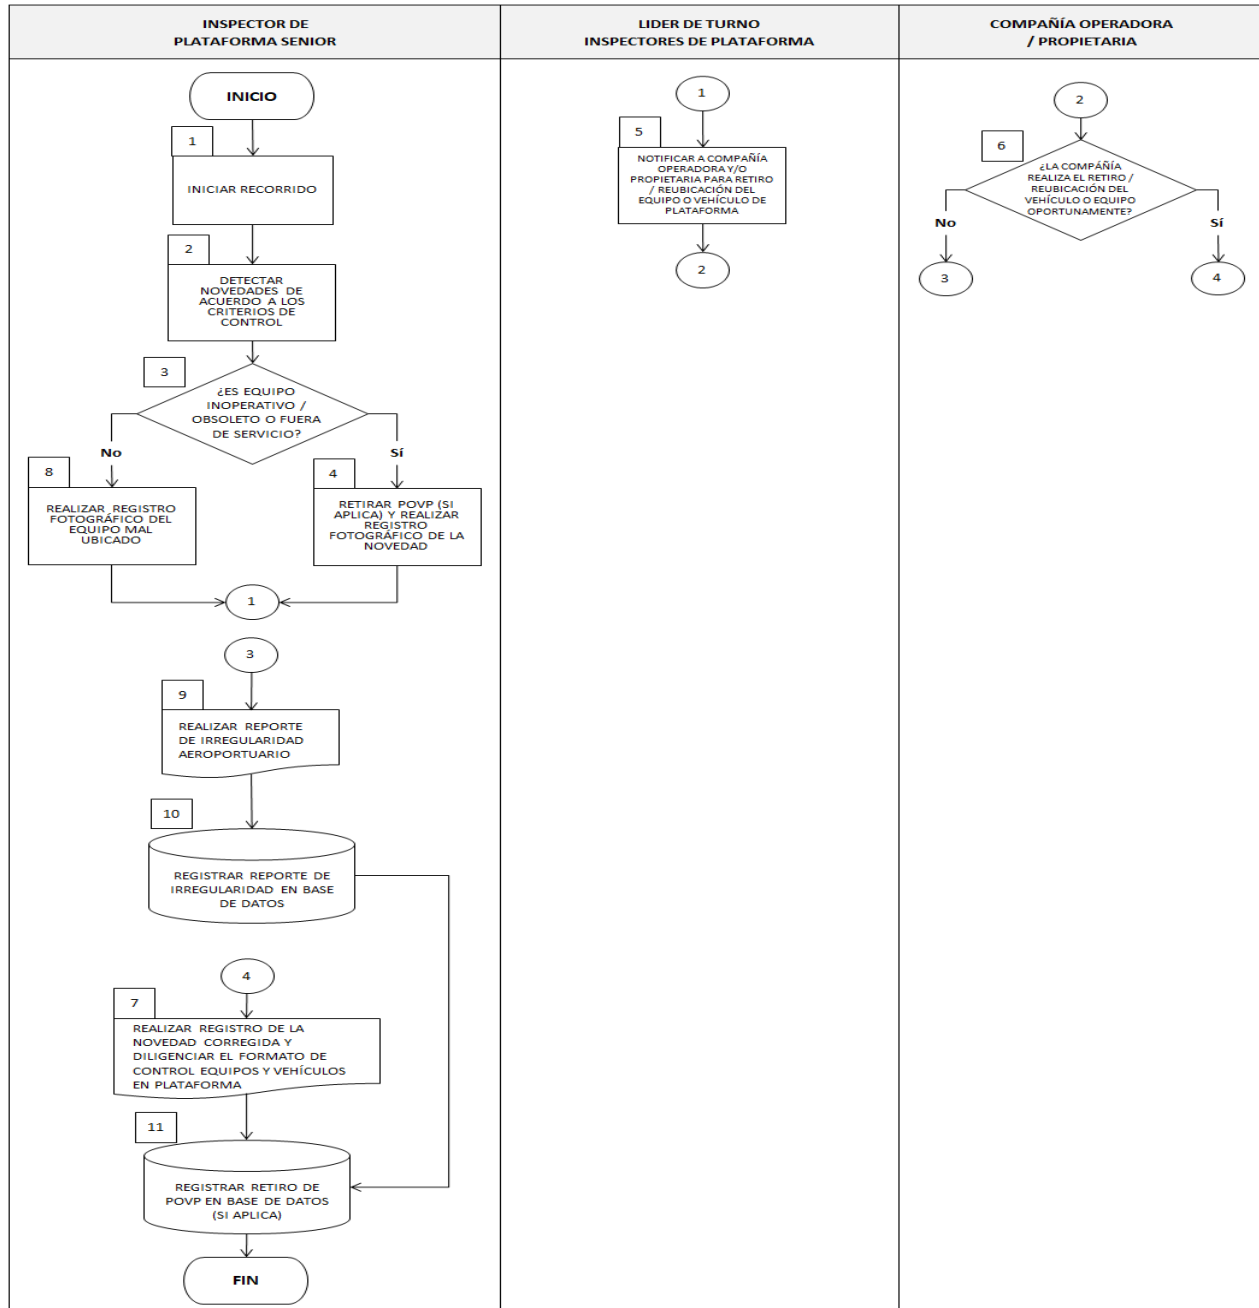 INSPECTOR DE
PLATAFORMA SENIOR
LIDER DE TURNO
INSPECTORES DE PLATAFORMA
COMPAÑÍA OPERADORA
/ PROPIETARIA
INICIO
1
INICIAR RECORRIDO
2
DETECTAR
NOVEDADES DE
ACUERDO A LOS
CRITERIOS DE
CONTROL
3
¿ES EQUIPO
INOPERATIVO /
OBSOLETO O FUERA
DE SERVICIO?
No
Sí
8
REALIZAR REGISTRO
FOTOGRÁFICO DEL
EQUIPO MAL
UBICADO
4
RETIRAR POVP (SI
APLICA) Y REALIZAR
REGISTRO
FOTOGRÁFICO DE LA
NOVEDAD
1
3
9
REALIZAR REPORTE
DE IRREGULARIDAD
AEROPORTUARIO
10
REGISTRAR REPORTE DE
IRREGULARIDAD EN BASE
DE DATOS
4
7
REALIZAR REGISTRO DE LA
NOVEDAD CORREGIDA Y
DILIGENCIAR EL FORMATO DE
CONTROL EQUIPOS Y VEHÍCULOS
EN PLATAFORMA
11
REGISTRAR RETIRO DE
POVP EN BASE DE DATOS
(SI APLICA)
FIN
1
5
NOTIFICAR A COMPAÑÍA
OPERADORA Y/O
PROPIETARIA PARA RETIRO
/ REUBICACIÓN DEL
EQUIPO O VEHÍCULO DE
PLATAFORMA
2
2
6
¿LA COMPÁÑÍA
REALIZA EL RETIRO /
REUBICACIÓN DEL
VEHÍCULO O EQUIPO
OPORTUNAMENTE?
No
Sí
3
4